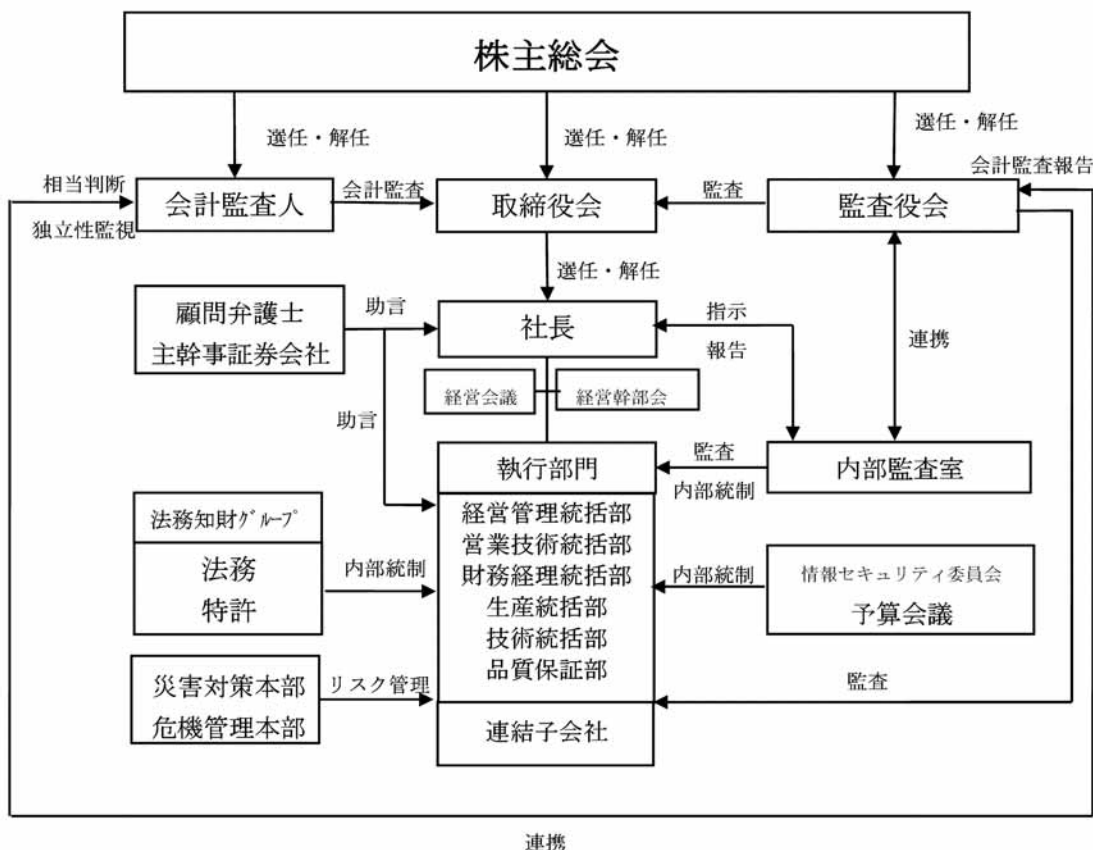 株主総会
選任・解任
選任・解任
選任・解任
会計監査報告
相当判断
会計監査人
会計監査
取締役会
監査
監査役会
独立性監視
選任・解任
顧問弁護士
主幹事証券会社
助言
社長
指示
報告
連携
経営会議
経営幹部会
助言
執行部門
監査
内部統制
内部監査室
経営管理統括部
営業技術統括部
財務経理統括部
生産統括部
技術統括部
品質保証部
法務知財ｸﾞﾙｰﾌﾟ
法務
特許
内部統制
内部統制
情報セキュリティ委員会
予算会議
災害対策本部
危機管理本部
リスク管理
監査
連結子会社
連携